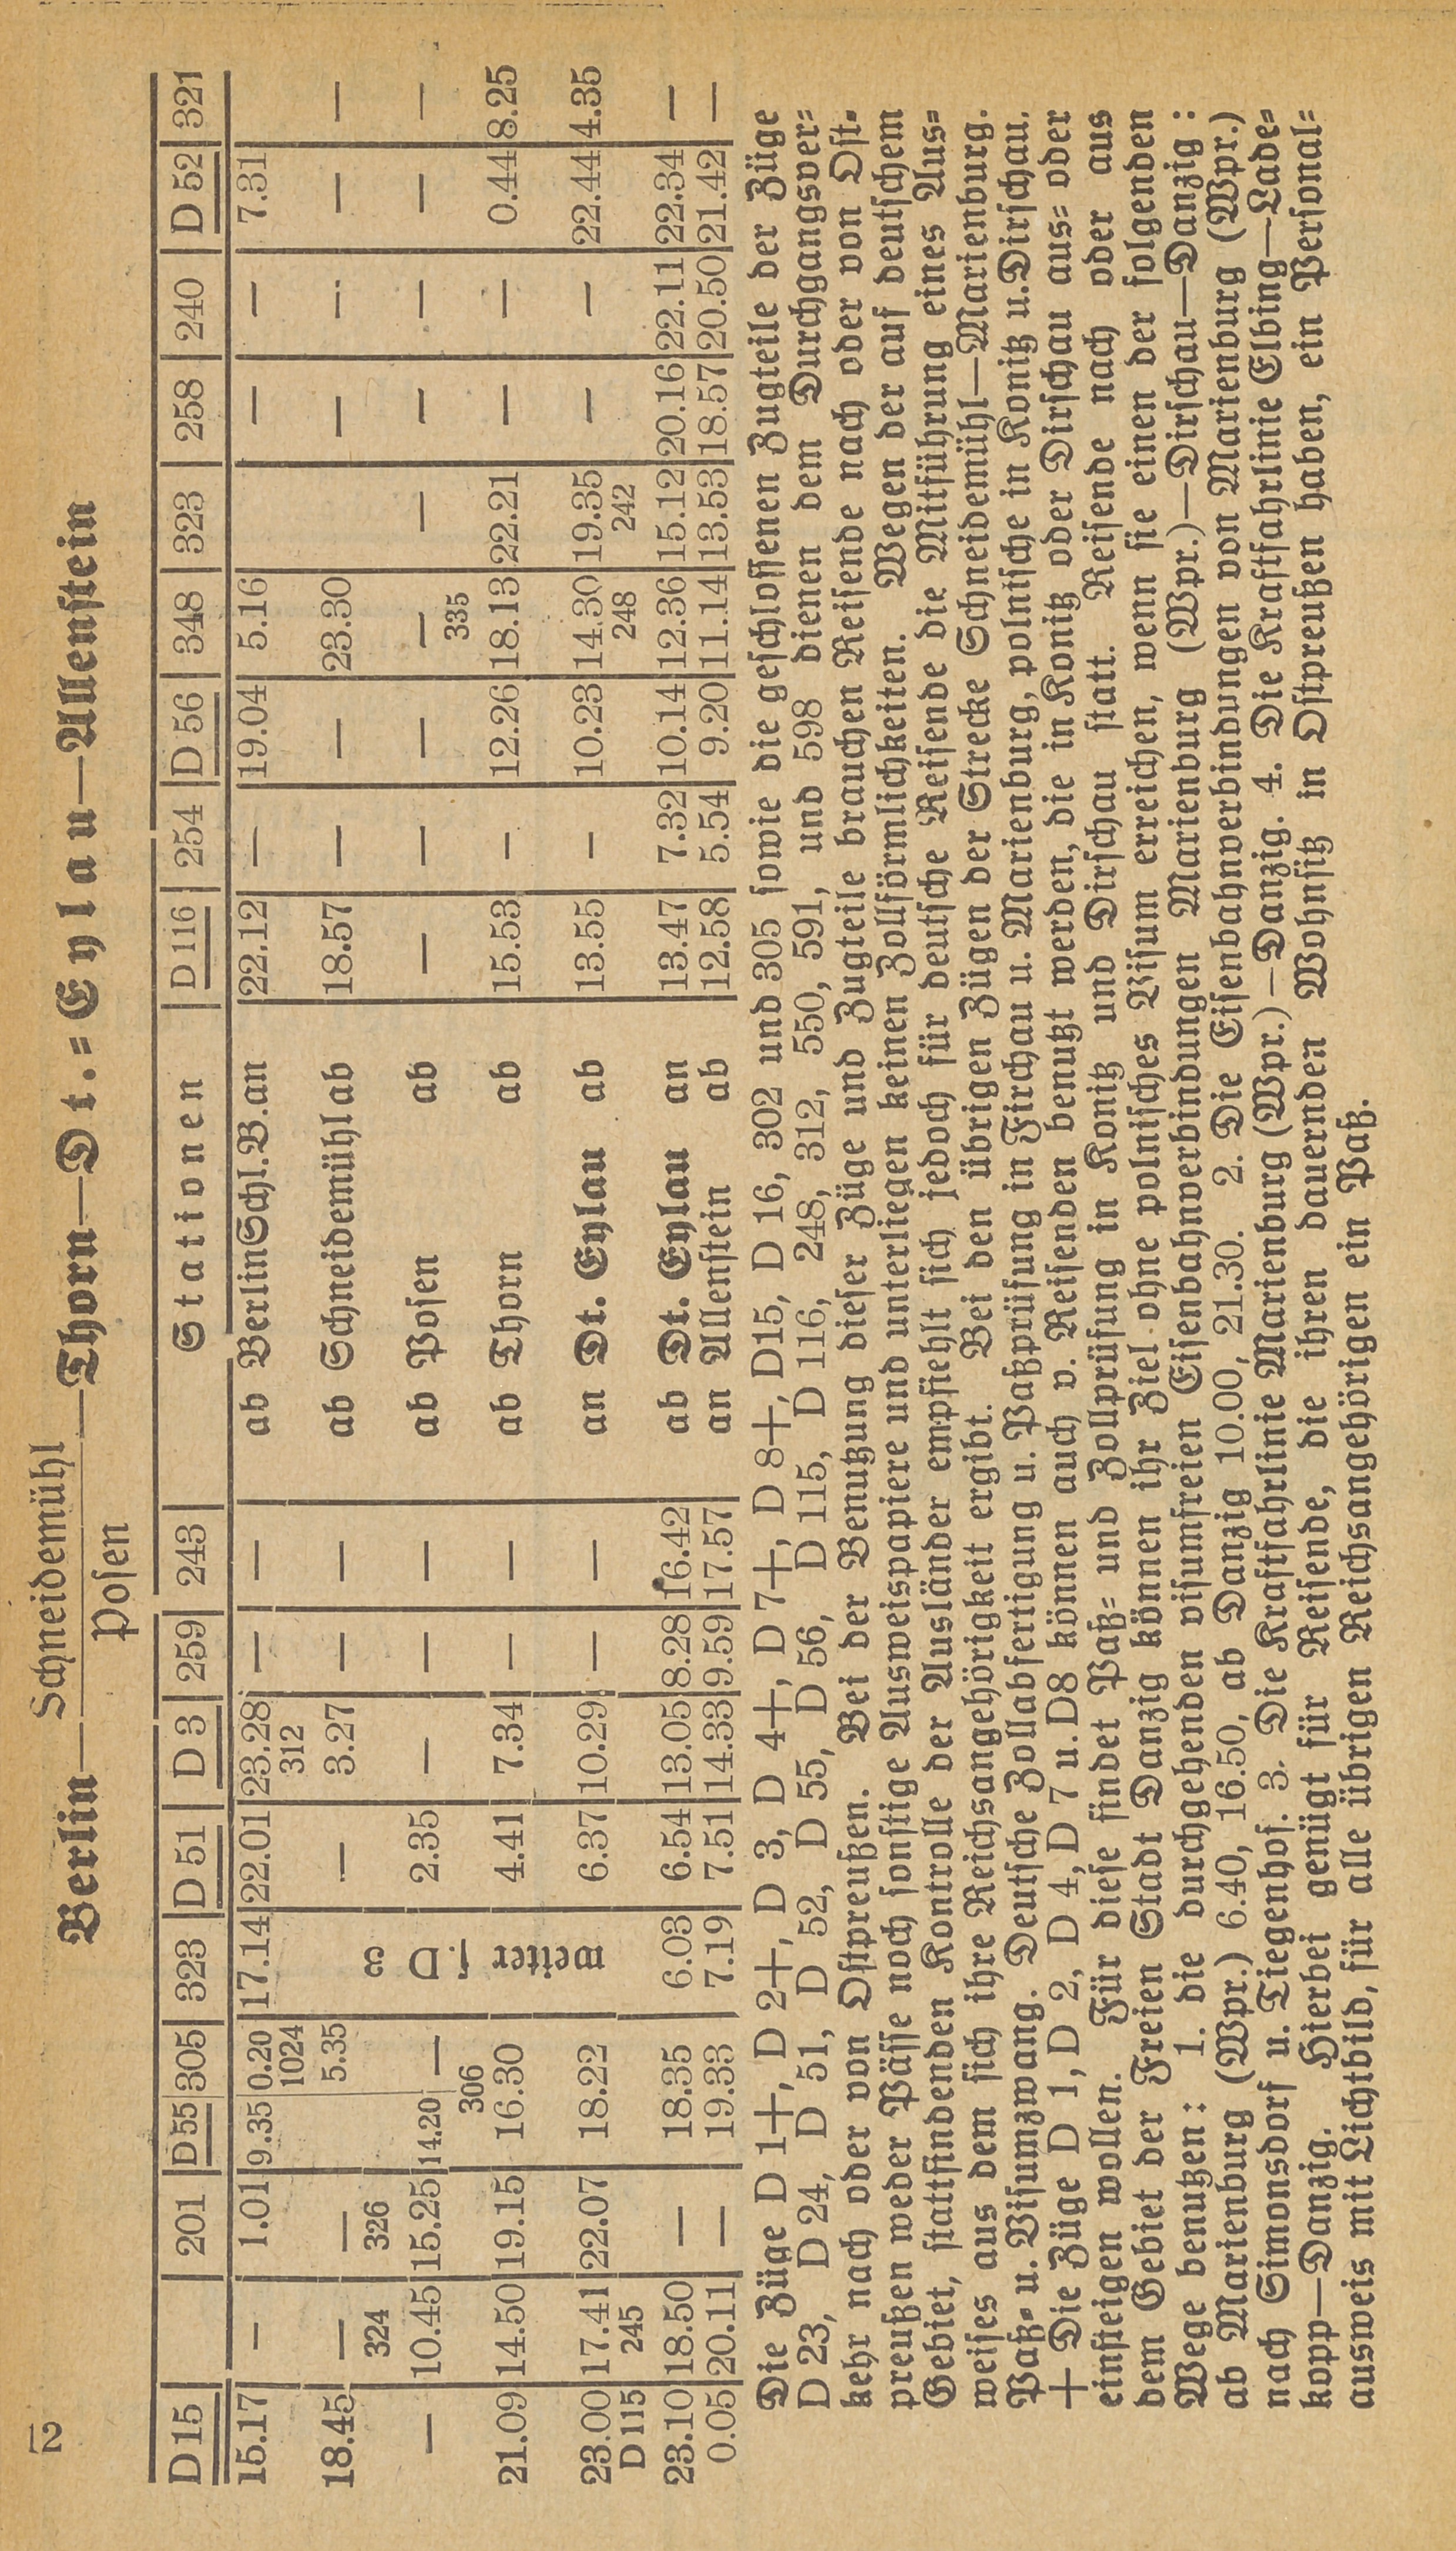 2
Berlin—Schneidemühl/Posen—Thorn—Dt.=Eylau—Allenstein
D 15 | | 201 | D 55 | 305 | 323 | D 51 | D 3 | 259 | 243 | Stationen | D 116 | 254 | D 56 | 348 | 323 | 258 | 240 | D 52 | 321
15.17 | — | 1.01 | 9.35 | 0.20 | 17.14 | 22.01 | 23.28 | — | — | ab Berlin Schl. B. an | 22.12 | — | 19.04 | 5.16 | | — | — | 7.31
1024 | 312
18.45 | — | — | | 5.35 | | — | 3.27 | — | — | ab Schneidemühl ab | 18.57 | — | — | 23.30 | | — | — | — | —
324 | 326
— | 10.45 | 15.25 | 14.20 | — | | 2.35 | — | — | — | ab Posen ab | — | — | — | — | — | — | — | — | —
306 | 335
21.09 | 14.50 | 19.15 | 16.30 | weiter | 4.41 | 7.34 | — | — | ab Thorn ab | 15.53 | — | 12.26 | 18.13 | 22.21 | — | — | 0.44 | 8.25
23.00 | 17.41 | 22.07 | 18.22 | | 6.37 | 10.29 | — | — | an Dt. Eylau ab | 13.55 | — | 10.23 | 14.30 | 19.35 | — | — | 22.44 | 4.35
D 115 | 245 | 248 | 242
23.10 | 18.50 | — | 18.35 | 6.03 | 6.54 | 13.05 | 8.28 | 16.42 | ab Dt. Eylau an | 13.47 | 7.32 | 10.14 | 12.36 | 15.12 | 20.16 | 22.11 | 22.34 | —
0.05 | 20.11 | — | 19.33 | 7.19 | 7.51 | 14.33 | 9.59 | 17.57 | an Allenstein ab | 12.58 | 5.54 | 9.20 | 11.14 | 13.53 | 18.57 | 20.50 | 21.42 | —
Die Züge D 1+, D 2+, D 3, D 4+, D 7+, D 8+, D15, D 16, 302 und 305 sowie die geschlossenen Zugteile der Züge
D 23, D 24, D 51, D 52, D 55, D 56, D 115, D 116, 248, 312, 550, 591, und 598 dienen dem Durchgangsver=
kehr nach oder von Ostpreußen. Bei der Benutzung dieser Züge und Zugteile brauchen Reisende nach oder von Ost=
preußen weder Pässe noch sonstige Ausweispapiere und unterliegen keinen Zollförmlichkeiten. Wegen der auf deutschem
Gebiet, stattfindenden Kontrolle der Ausländer empfiehlt sich jedoch für deutsche Reisende die Mitführung eines Aus=
weises aus dem sich ihre Reichsangehörigkeit ergibt. Bei den übrigen Zügen der Strecke Schneidemühl—Marienburg.
Paß= u. Visumzwang. Deutsche Zollabfertigung u. Paßprüfung in Firchau u. Marienburg, polnische in Konitz u. Dirschau.
+ Die Züge D 1, D 2, D 4, D 7 u. D8 können auch v. Reisenden benutzt werden, die in Konitz oder Dirschau aus= oder
einsteigen wollen. Für diese findet Paß= und Zollprüfung in Konitz und Dirschau statt. Reisende nach oder aus
dem Gebiet der Freien Stadt Danzig können ihr Ziel ohne polnisches Visum erreichen, wenn sie einen der folgenden
Wege benutzen: 1. die durchgehenden visumfreien Eisenbahnverbindungen Marienburg (Wpr.)—Dirschau—Danzig:
ab Marienburg (Wpr.) 6.40, 16.50, ab Danzig 10.00, 21.30. 2. Die Eisenbahnverbindungen von Marienburg (Wpr.)
nach Simonsdorf u. Tiegenhof. 3. Die Kraftfahrlinie Marienburg (Wpr.)—Danzig. 4. Die Kraftfahrlinie Elbing—Lade=
kopp—Danzig. Hierbei genügt für Reisende, die ihren dauernden Wohnsitz in Ostpreußen haben, ein Personal=
ausweis mit Lichtbild, für alle übrigen Reichsangehörigen ein Paß.